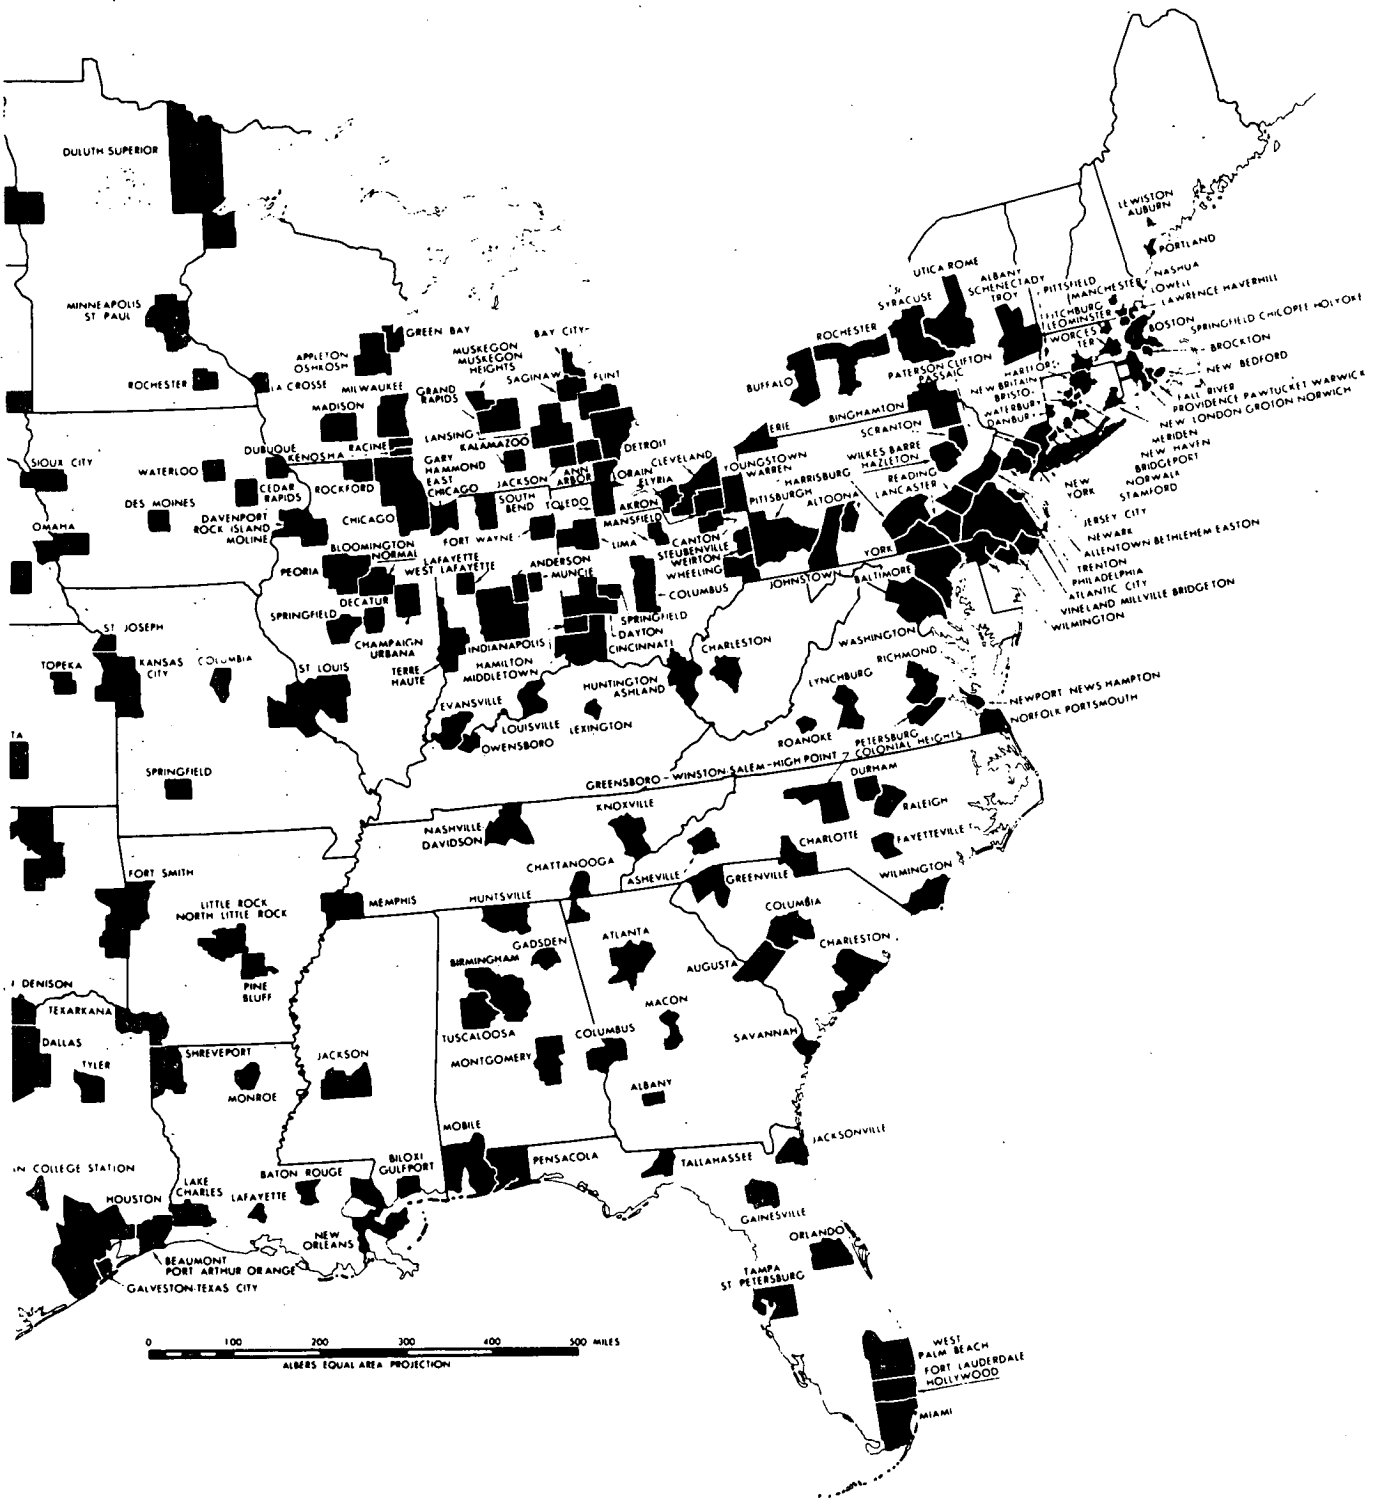 DULUTH SUPERIOR
MINNEAPOLIS
ST PAUL
ROCHESTER
LA CROSSE
GREEN BAY
APPLETON
OSHKOSH
MILWAUKEE
MADISON
MUSKEGON
MUSKEGON
HEIGHTS
BAY CITY-
SAGINAW
FLINT
GRAND
RAPIDS
LANSING
KALAMAZOO
DETROIT
ANN
ARBOR
JACKSON
DUBUQUE
KENOSHA RACINE
SIOUX CITY
WATERLOO
CEDAR
RAPIDS
ROCKFORD
CHICAGO
GARY
HAMMOND
EAST
CHICAGO
SOUTH
BEND
TOLEDO
LORAIN
ELYRIA
CLEVELAND
AKRON
MANSFIELD
CANTON
YOUNGSTOWN
WARREN
ERIE
DES MOINES
DAVENPORT
ROCK ISLAND
MOLINE
OMAHA
BLOOMINGTON
NORMAL
PEORIA
LAFAYETTE
WEST LAFAYETTE
FORT WAYNE
LIMA
ANDERSON
MUNCIE
STEUBENVILLE
WEIRTON
WHEELING
COLUMBUS
SPRINGFIELD
DAYTON
CINCINNATI
HAMILTON
MIDDLETOWN
INDIANAPOLIS
DECATUR
SPRINGFIELD
CHAMPAIGN
URBANA
TERRE
HAUTE
ST JOSEPH
TOPEKA
KANSAS
CITY
COLUMBIA
ST LOUIS
EVANSVILLE
LOUISVILLE
OWENSBORO
LEXINGTON
HUNTINGTON
ASHLAND
CHARLESTON
TA
SPRINGFIELD
LEWISTON
AUBURN
PORTLAND
UTICA ROME
SYRACUSE
ALBANY
SCHENECTADY
TROY
PITTSFIELD
MANCHESTER
NASHUA
LOWELL
LAWRENCE HAVERHILL
FITCHBURG
LEOMINSTER
WORCES
TER
BOSTON
SPRINGFIELD CHICOPEE HOLYOKE
BROCKTON
NEW BEDFORD
FALL RIVER
PROVIDENCE PAWTUCKET WARWICK
NEW LONDON GROTON NORWICH
MERIDEN
NEW HAVEN
BRIDGEPORT
NORWALK
STAMFORD
HARTFORD
NEW BRITAIN
BRISTOL
WATERBURY
DANBURY
ROCHESTER
BUFFALO
PATERSON CLIFTON
PASSAIC
BINGHAMTON
SCRANTON
WILKES BARRE
HAZLETON
HARRISBURG
READING
LANCASTER
PITTSBURGH
ALTOONA
JOHNSTOWN
YORK
BALTIMORE
NEW
YORK
JERSEY CITY
NEWARK
ALLENTOWN BETHLEHEM EASTON
TRENTON
PHILADELPHIA
ATLANTIC CITY
VINELAND MILLVILLE BRIDGETON
WILMINGTON
WASHINGTON
RICHMOND
LYNCHBURG
ROANOKE
PETERSBURG
COLONIAL HEIGHTS
NEWPORT NEWS HAMPTON
NORFOLK PORTSMOUTH
GREENSBORO - WINSTON-SALEM - HIGH POINT
DURHAM
RALEIGH
FAYETTEVILLE
CHARLOTTE
WILMINGTON
KNOXVILLE
NASHVILLE
DAVIDSON
CHATTANOOGA
ASHEVILLE
GREENVILLE
FORT SMITH
LITTLE ROCK
NORTH LITTLE ROCK
PINE
BLUFF
MEMPHIS
HUNTSVILLE
GADSDEN
BIRMINGHAM
TUSCALOOSA
MONTGOMERY
ATLANTA
COLUMBIA
CHARLESTON
AUGUSTA
MACON
COLUMBUS
SAVANNAH
ALBANY
DENISON
TEXARKANA
DALLAS
TYLER
SHREVEPORT
MONROE
JACKSON
MOBILE
BILOXI
GULFPORT
PENSACOLA
TALLAHASSEE
JACKSONVILLE
GAINESVILLE
ORLANDO
TAMPA
ST PETERSBURG
WEST
PALM BEACH
FORT LAUDERDALE
HOLLYWOOD
MIAMI
IN COLLEGE STATION
HOUSTON
LAKE
CHARLES
LAFAYETTE
BATON ROUGE
NEW
ORLEANS
BEAUMONT
PORT ARTHUR ORANGE
GALVESTON-TEXAS CITY
0 100 200 300 400 500 MILES
ALBERS EQUAL AREA PROJECTION